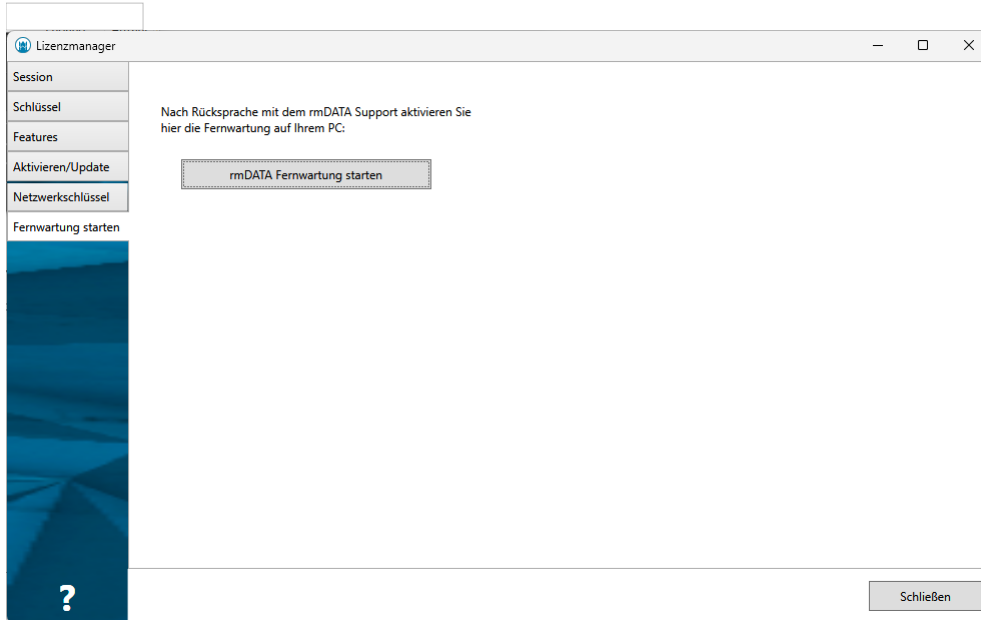 Lizenzmanager
Session
Schlüssel
Features
Aktivieren/Update
Netzwerkschlüssel
Fernwartung starten
Nach Rücksprache mit dem rmDATA Support aktivieren Sie
hier die Fernwartung auf Ihrem PC:
rmDATA Fernwartung starten
?
Schließen